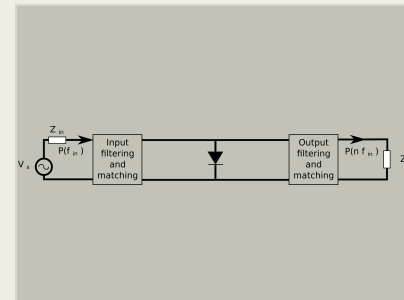 Z in
P(f in )
V s
Input
filtering
and
matching
Output
filtering
and
matching
P(n f in )
Z